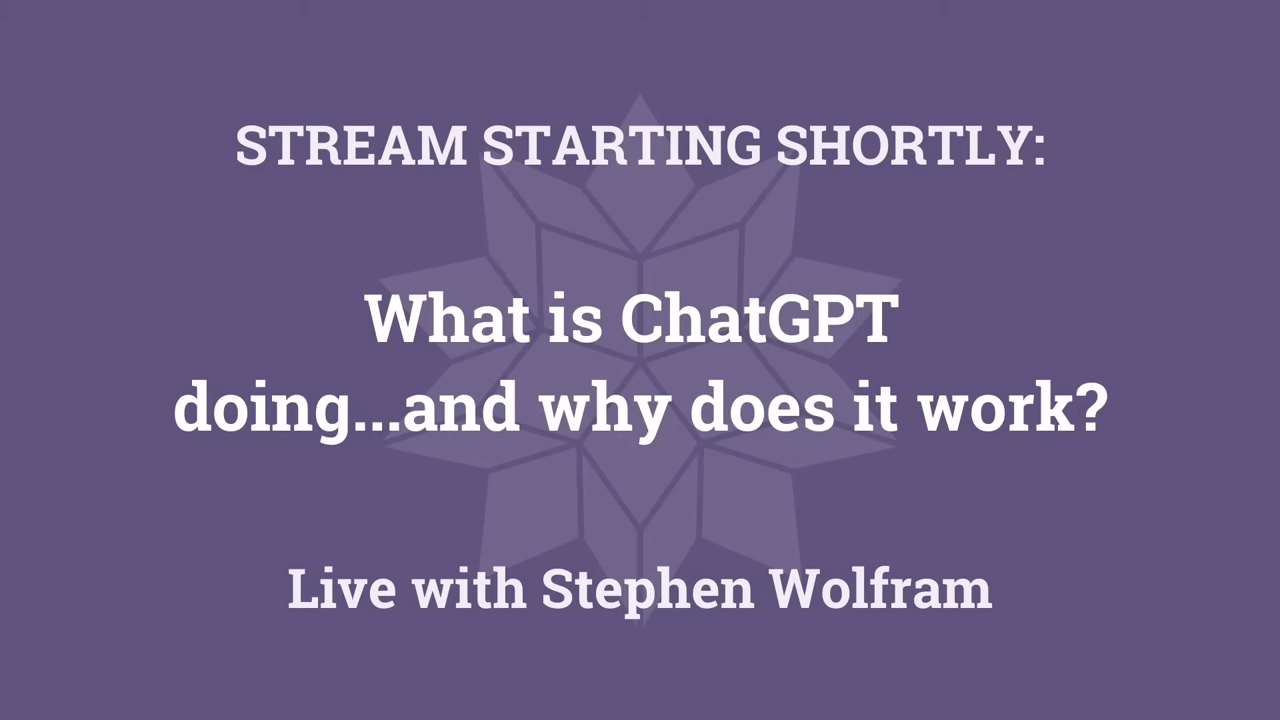 STREAM STARTING SHORTLY:
What is ChatGPT
doing...and why does it work?
Live with Stephen Wolfram